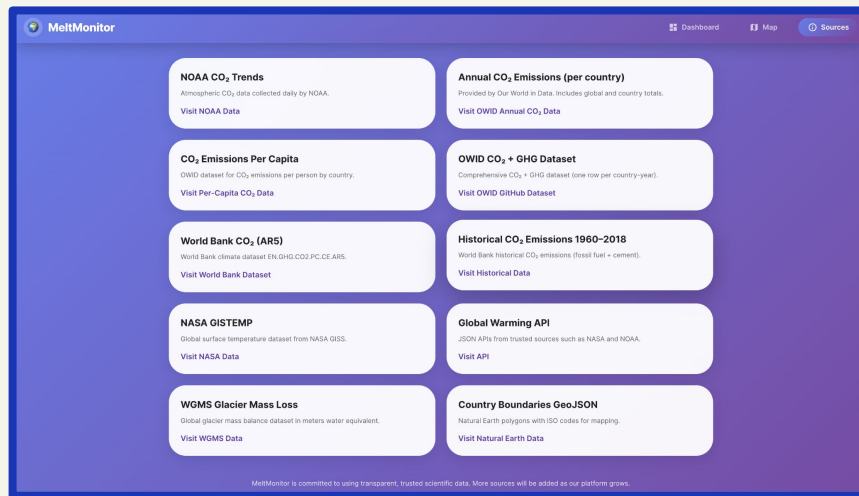 MeltMonitor
Dashboard
Map
Sources
NOAA CO₂ Trends
Atmospheric CO₂ data collected daily by NOAA.
Visit NOAA Data
Annual CO₂ Emissions (per country)
Provided by Our World in Data. Includes global and country totals.
Visit OWID Annual CO₂ Data
CO₂ Emissions Per Capita
OWID dataset for CO₂ emissions per person by country.
Visit Per-Capita CO₂ Data
OWID CO₂ + GHG Dataset
Comprehensive CO₂ + GHG dataset (one row per country-year).
Visit OWID GitHub Dataset
World Bank CO₂ (AR5)
World Bank climate dataset EN.GHG.CO2.PC.CE.AR5.
Visit World Bank Dataset
Historical CO₂ Emissions 1960–2018
World Bank historical CO₂ emissions (fossil fuel + cement).
Visit Historical Data
NASA GISTEMP
Global surface temperature dataset from NASA GISS.
Visit NASA Data
Global Warming API
JSON APIs from trusted sources such as NASA and NOAA.
Visit API
WGMS Glacier Mass Loss
Global glacier mass balance dataset in meters water equivalent.
Visit WGMS Data
Country Boundaries GeoJSON
Natural Earth polygons with ISO codes for mapping.
Visit Natural Earth Data
MeltMonitor is committed to using transparent, trusted scientific data. More sources will be added as our platform grows.